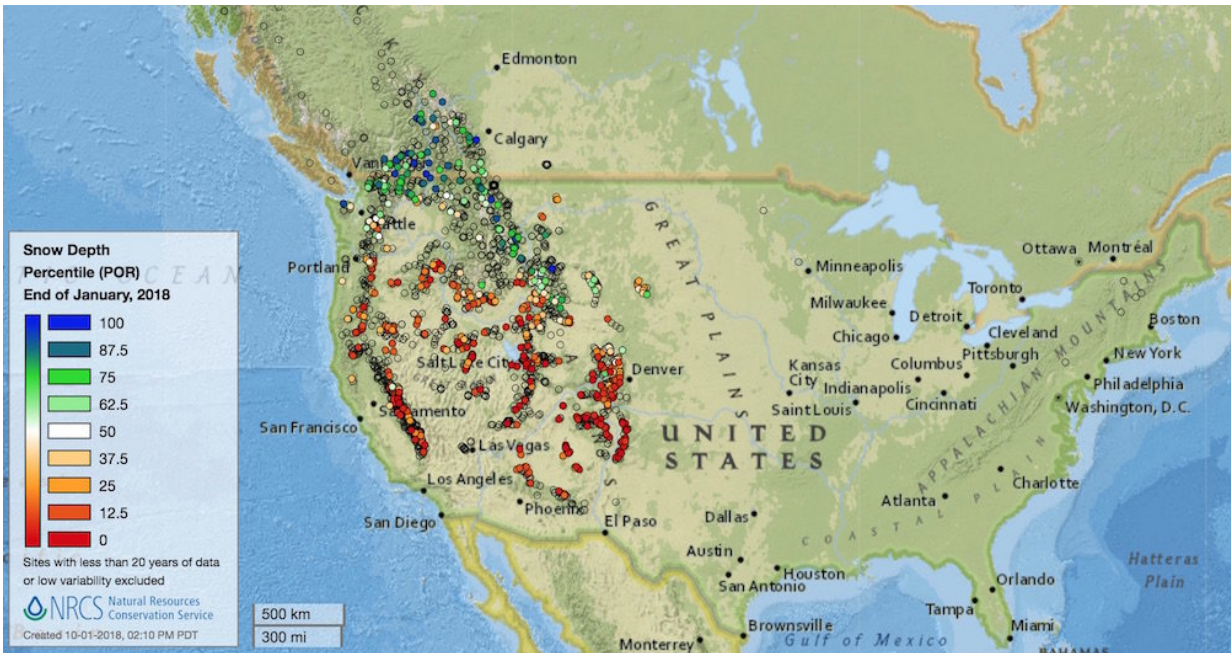 Edmonton
Calgary
Vanc
Seattle
Portland
GREAT PLAINS
Minneapolis
Ottawa
Montréal
Milwaukee
Toronto
Detroit
Boston
Chicago
Cleveland
Pittsburgh
New York
Salt Lake City
Denver
Kansas
City
Columbus
Indianapolis
Philadelphia
Saint Louis
Cincinnati
Washington, D.C.
Sacramento
San Francisco
Las Vegas
UNITED
STATES
APPALACHIAN MOUNTAINS
Los Angeles
Charlotte
Phoenix
Atlanta
COASTAL PLAIN
San Diego
El Paso
Dallas
Austin
Houston
San Antonio
Hatteras
Plain
Orlando
Tampa
Brownsville
Gulf of Mexico
Miami
Monterrey
BAHAMAS
OCEAN
Snow Depth
Percentile (POR)
End of January, 2018
100
87.5
75
62.5
50
37.5
25
12.5
0
Sites with less than 20 years of data
or low variability excluded
NRCS Natural Resources
Conservation Service
Created 10-01-2018, 02:10 PM PDT
500 km
300 mi